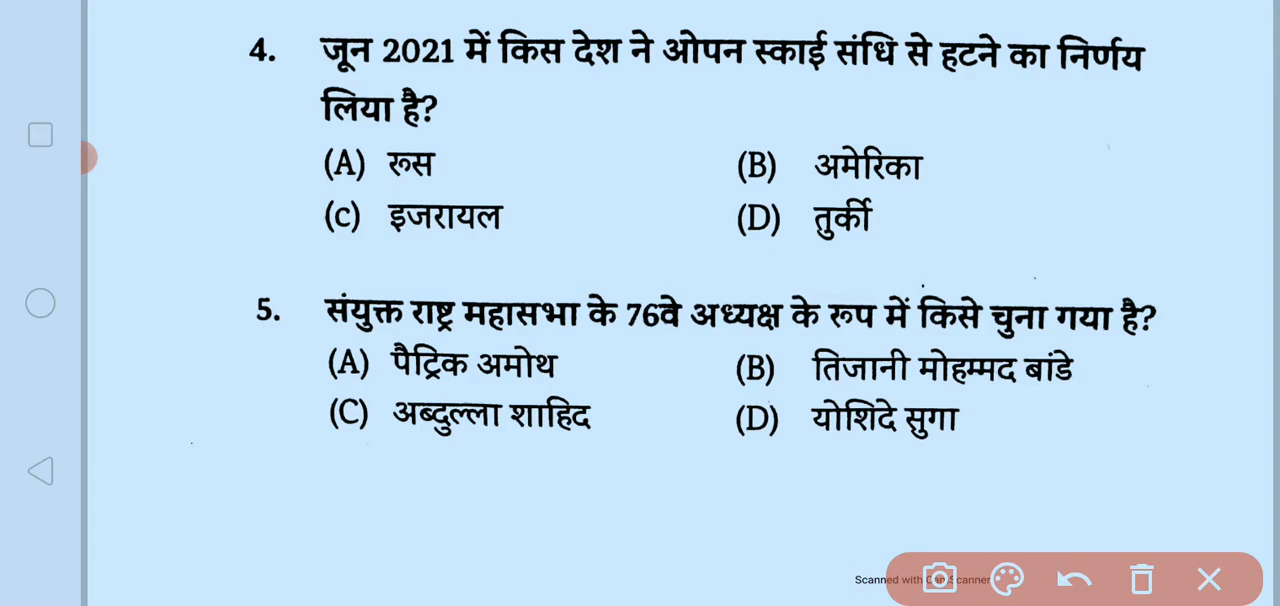 4. जून 2021 में किस देश ने ओपन स्काई संधि से हटने का निर्णय
लिया है?
(A) रूस (B) अमेरिका
(c) इजरायल (D) तुर्की
5. संयुक्त राष्ट्र महासभा के 76वे अध्यक्ष के रूप में किसे चुना गया है?
(A) पैट्रिक अमोथ (B) तिजानी मोहम्मद बांडे
(C) अब्दुल्ला शाहिद (D) योशिदे सुगा
Scanned with CamScanner